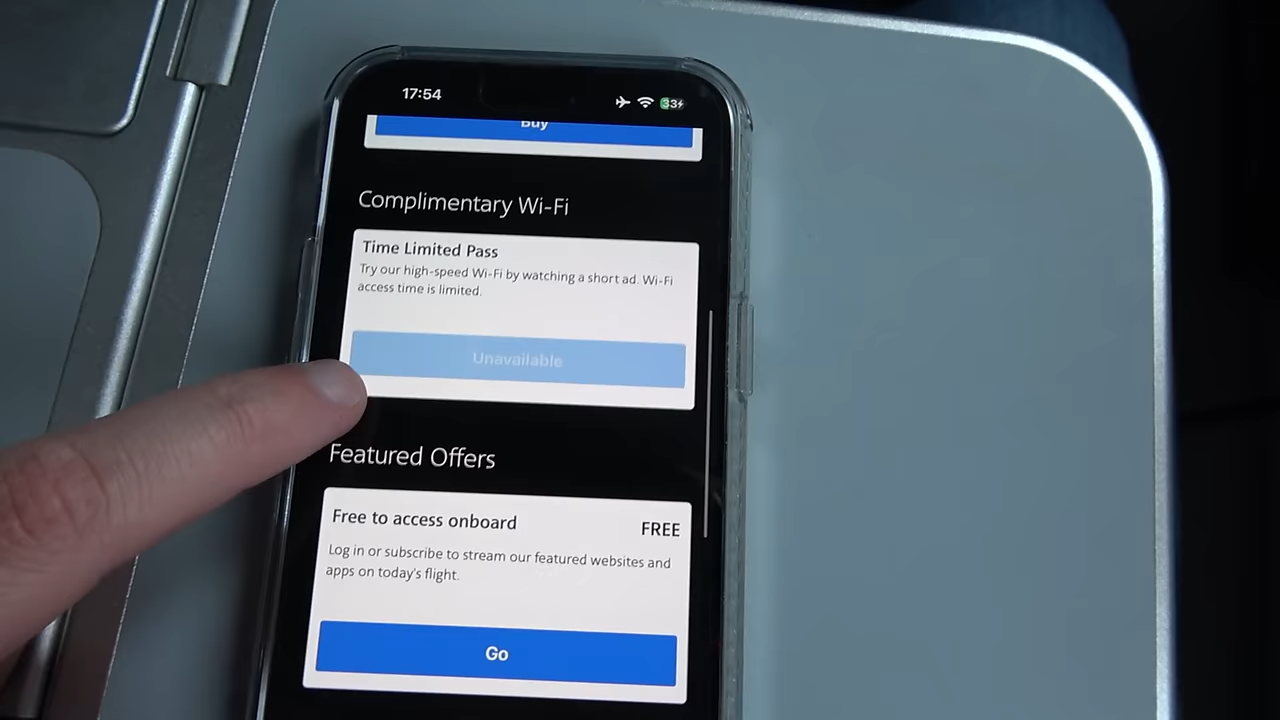 17:54
33
Buy
Complimentary Wi-Fi
Time Limited Pass
Try our high-speed Wi-Fi by watching a short ad. Wi-Fi
access time is limited.
Unavailable
Featured Offers
Free to access onboard FREE
Log in or subscribe to stream our featured websites and
apps on today's flight.
Go